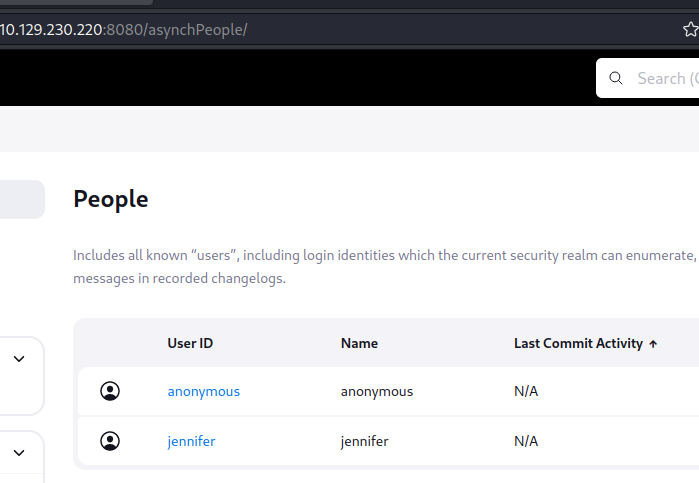 10.129.230.220:8080/asynchPeople/
Search (
People
Includes all known “users”, including login identities which the current security realm can enumerate,
messages in recorded changelogs.
User ID Name Last Commit Activity ↑
anonymous anonymous N/A
jennifer jennifer N/A